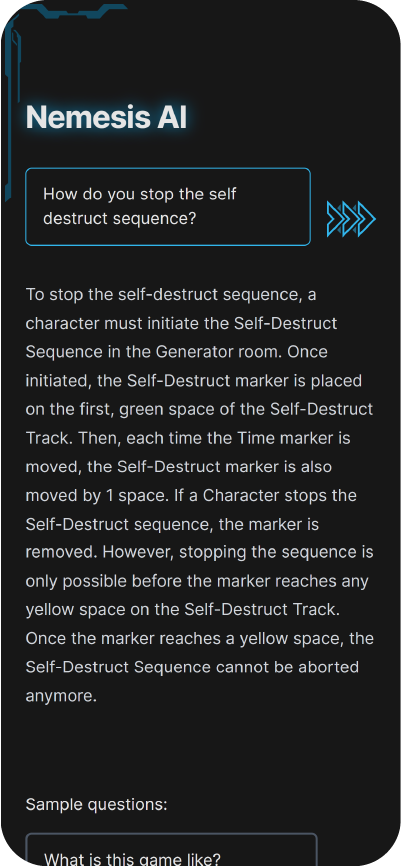 Nemesis AI
How do you stop the self
destruct sequence?
To stop the self-destruct sequence, a
character must initiate the Self-Destruct
Sequence in the Generator room. Once
initiated, the Self-Destruct marker is placed
on the first, green space of the Self-Destruct
Track. Then, each time the Time marker is
moved, the Self-Destruct marker is also
moved by 1 space. If a Character stops the
Self-Destruct sequence, the marker is
removed. However, stopping the sequence is
only possible before the marker reaches any
yellow space on the Self-Destruct Track.
Once the marker reaches a yellow space, the
Self-Destruct Sequence cannot be aborted
anymore.
Sample questions:
What is this game like?